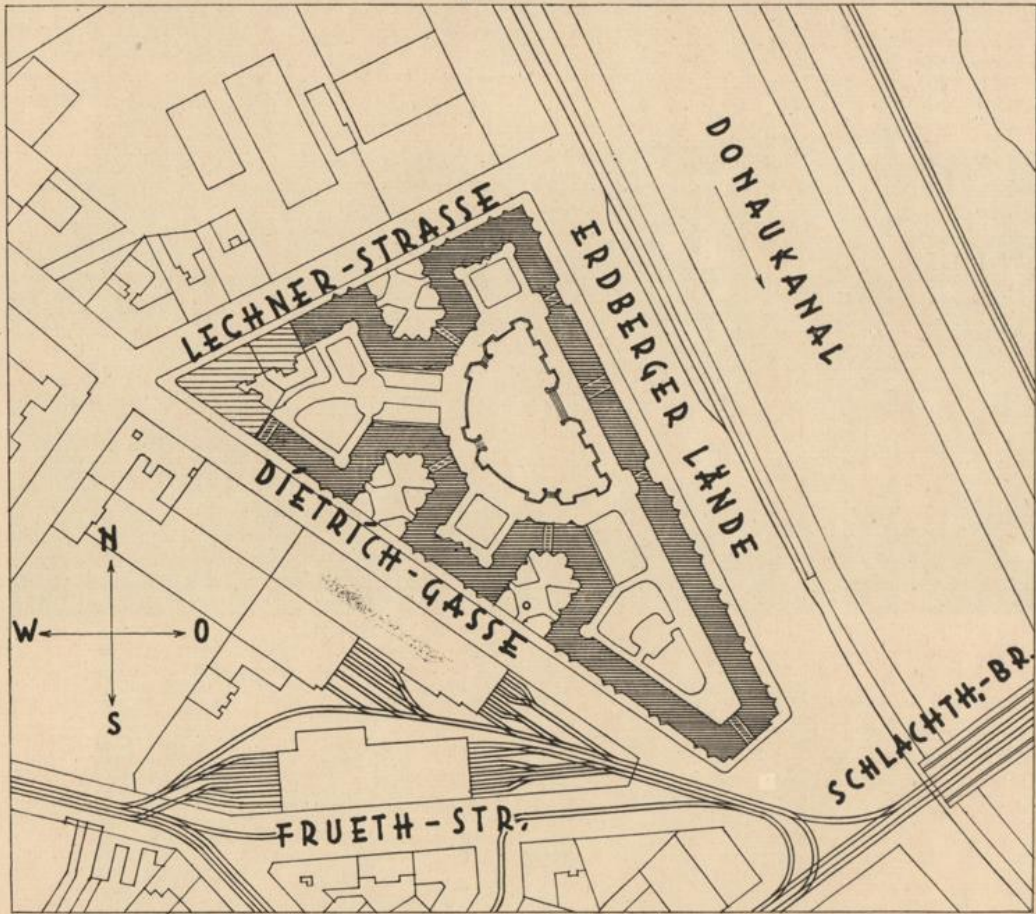 DONAUKANAL
LECHNER-STRASSE
ERDBERGER LÄNDE
DIETRICH-GASSE
N
W
O
S
SCHLACHTH.-BR.
FRUETH-STR.